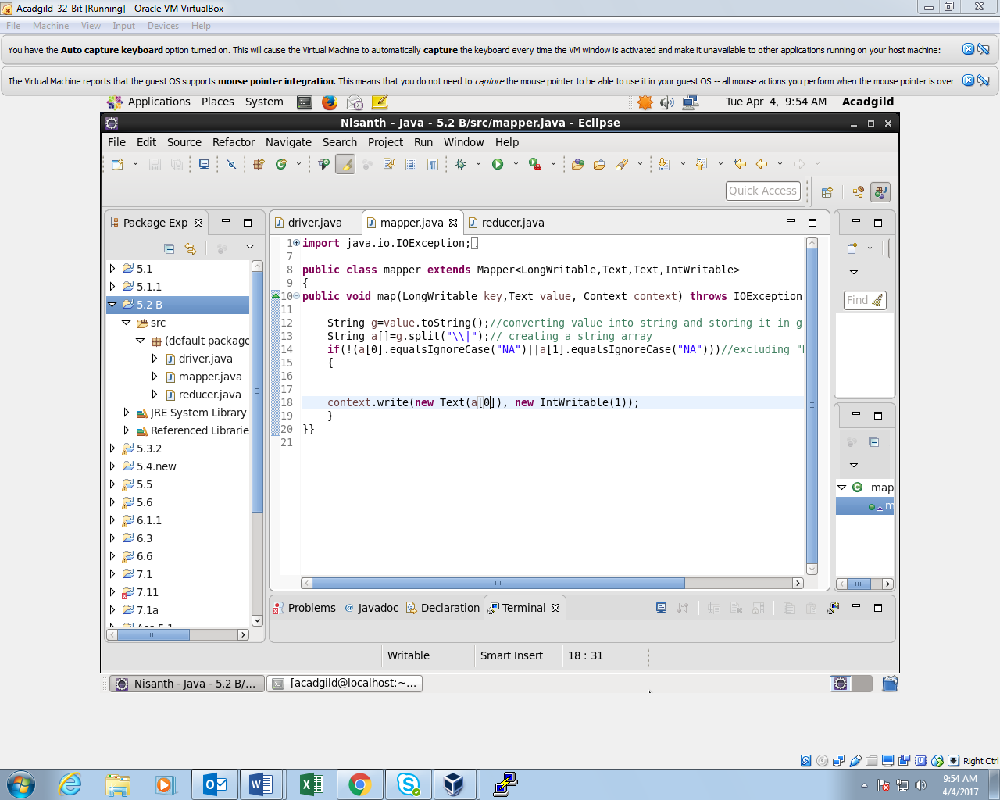 Acadgild_32_Bit [Running] - Oracle VM VirtualBox
File Machine View Input Devices Help
You have the Auto capture keyboard option turned on. This will cause the Virtual Machine to automatically capture the keyboard every time the VM window is activated and make it unavailable to other applications running on your host machine:
The Virtual Machine reports that the guest OS supports mouse pointer integration. This means that you do not need to capture the mouse pointer to be able to use it in your guest OS -- all mouse actions you perform when the mouse pointer is over
Applications Places System Tue Apr 4, 9:54 AM Acadgild
Nisanth - Java - 5.2 B/src/mapper.java - Eclipse
File Edit Source Refactor Navigate Search Project Run Window Help
Quick Access
Package Exp
5.1
5.1.1
5.2 B
src
(default package
driver.java
mapper.java
reducer.java
JRE System Library
Referenced Librarie
5.3.2
5.4.new
5.5
5.6
6.1.1
6.3
6.6
7.1
7.11
7.1a
driver.java mapper.java reducer.java
1 import java.io.IOException;
7
8 public class mapper extends Mapper<LongWritable,Text,Text,IntWritable>
9 {
10 public void map(LongWritable key,Text value, Context context) throws IOException
11
12 String g=value.toString();//converting value into string and storing it in g
13 String a[]=g.split("\\|");// creating a string array
14 if(!(a[0].equalsIgnoreCase("NA")||a[1].equalsIgnoreCase("NA")))//excluding "
15 {
16
17
18 context.write(new Text(a[0]), new IntWritable(1));
19 }
20 }}
21
Find
map
m
Problems @ Javadoc Declaration Terminal
Writable Smart Insert 18 : 31
Nisanth - Java - 5.2 B/... [acadgild@localhost:~...
Right Ctrl
9:54 AM
4/4/2017